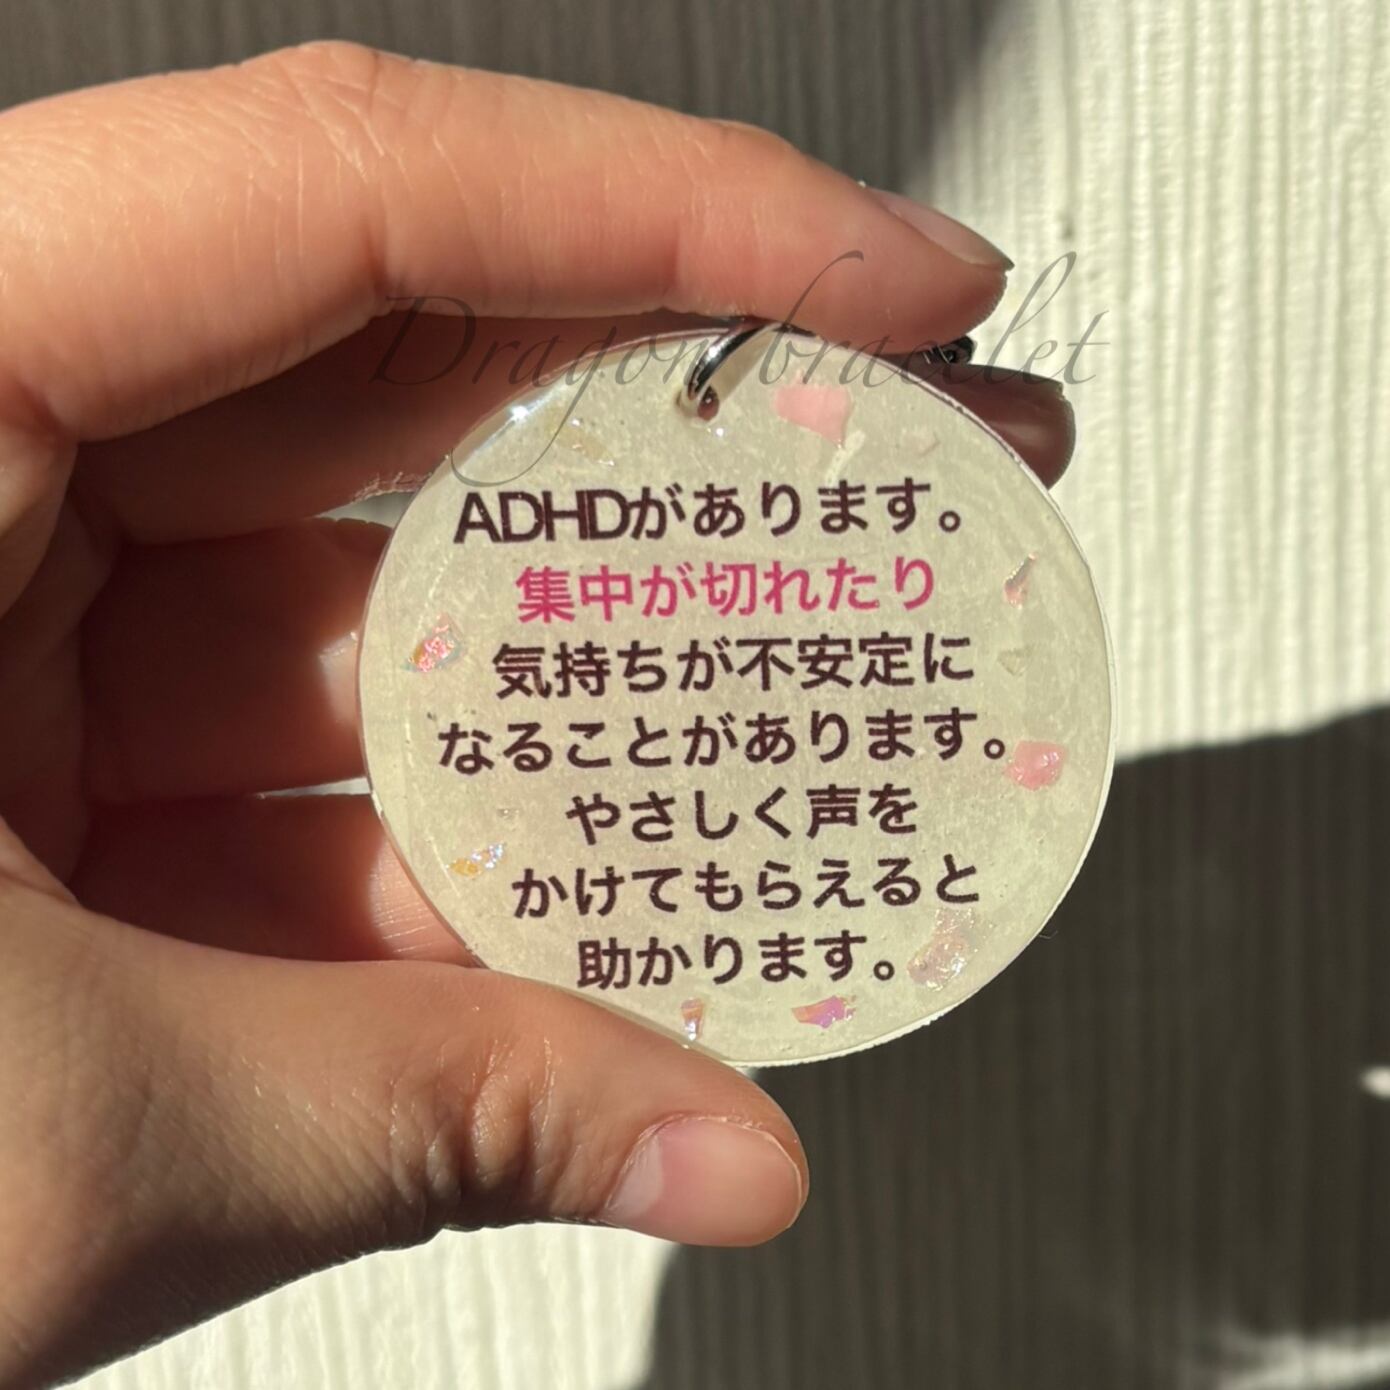 Dragon bracelet
ADHDがあります。
集中が切れたり
気持ちが不安定に
なることがあります。
やさしく声を
かけてもらえると
助かります。